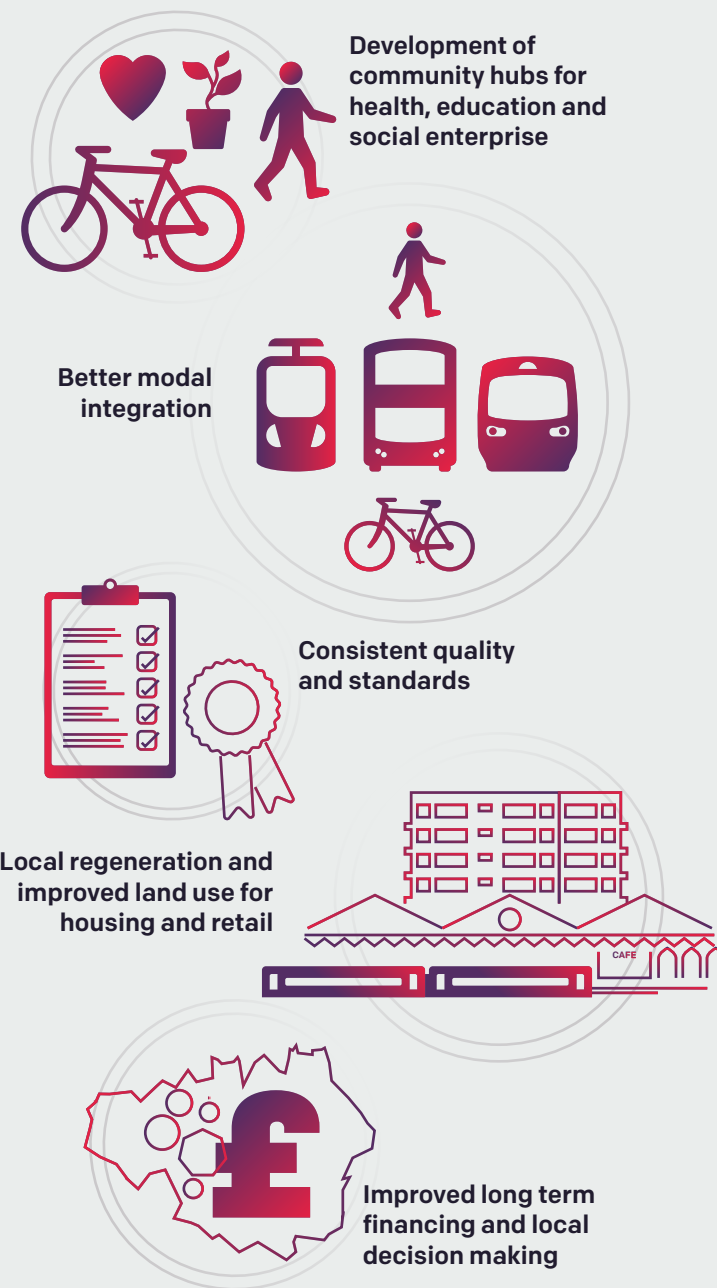 Development of
community hubs for
health, education and
social enterprise
Better modal
integration
Consistent quality
and standards
Local regeneration and
improved land use for
housing and retail
CAFE
£
Improved long term
financing and local
decision making